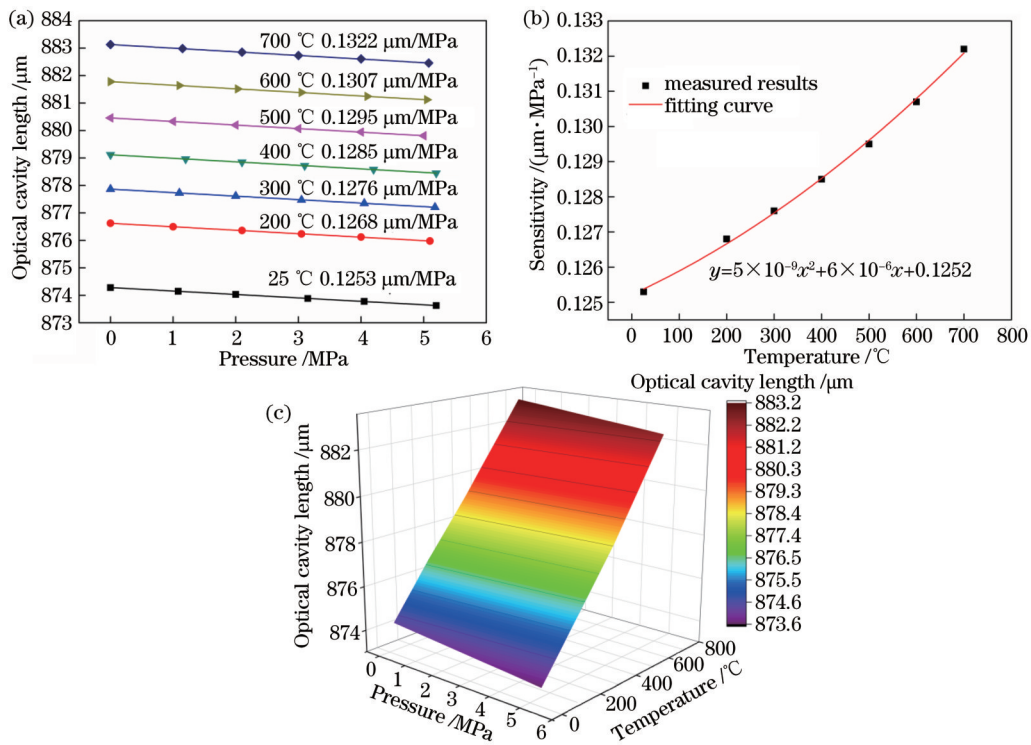 (a)
884
883
882
881
880
879
878
877
876
875
874
873
Optical cavity length /μm
700 ℃ 0.1322 μm/MPa
600 ℃ 0.1307 μm/MPa
500 ℃ 0.1295 μm/MPa
400 ℃ 0.1285 μm/MPa
300 ℃ 0.1276 μm/MPa
200 ℃ 0.1268 μm/MPa
25 ℃ 0.1253 μm/MPa
0 1 2 3 4 5 6
Pressure /MPa
(b)
0.133
0.132
0.131
0.130
0.129
0.128
0.127
0.126
0.125
Sensitivity /(μm·MPa⁻¹)
measured results
fitting curve
y=5×10⁻⁹x²+6×10⁻⁶x+0.1252
0 100 200 300 400 500 600 700 800
Temperature /℃
(c)
Optical cavity length /μm
882
880
878
876
874
Optical cavity length /μm
0 1 2 3 4 5 6
Pressure /MPa
0 200 400 600 800
Temperature /℃
883.2
882.2
881.2
880.3
879.3
878.4
877.4
876.5
875.5
874.6
873.6